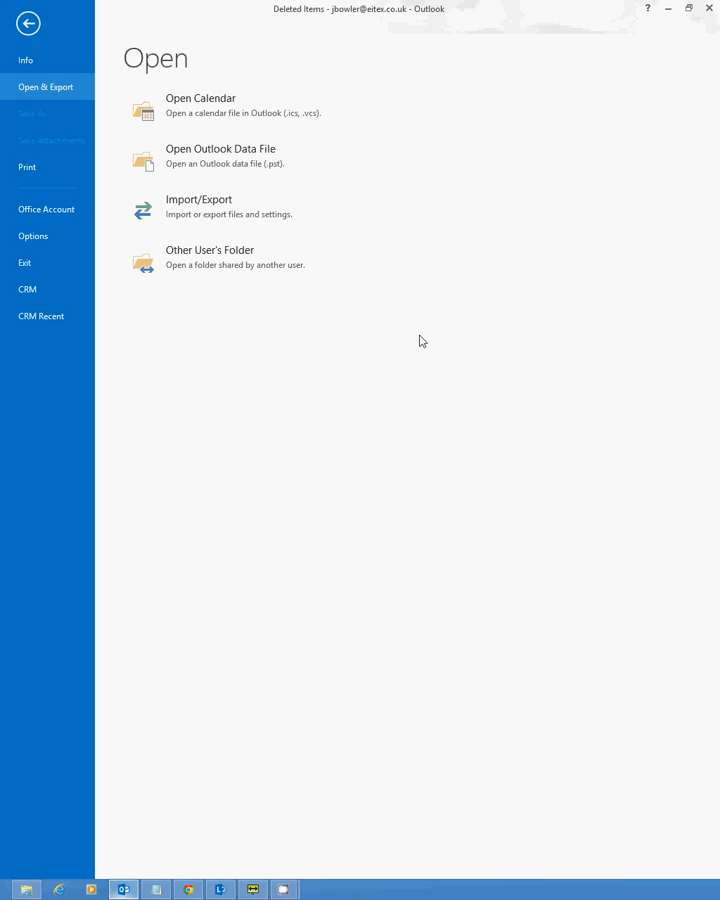 Deleted Items - jbowler@eitex.co.uk - Outlook
?
Info
Open & Export
Save As
Save Attachments
Print
Office Account
Options
Exit
CRM
CRM Recent
Open
Open Calendar
Open a calendar file in Outlook (.ics, .vcs).
Open Outlook Data File
Open an Outlook data file (.pst).
Import/Export
Import or export files and settings.
Other User's Folder
Open a folder shared by another user.